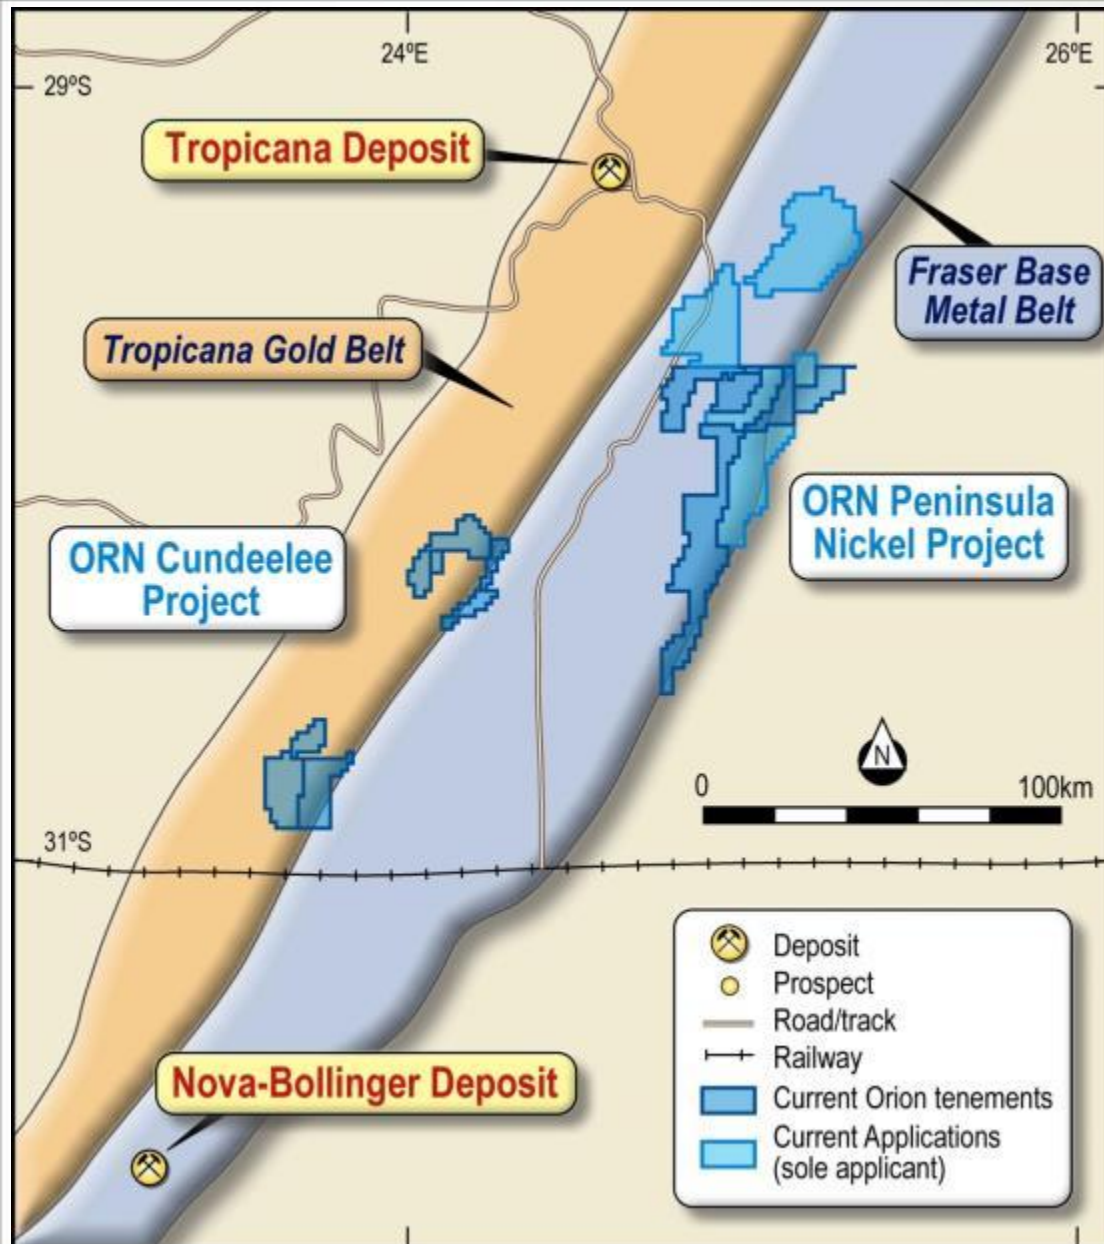 24ºE
26ºE
29ºS
Tropicana Deposit
Fraser Base
Metal Belt
Tropicana Gold Belt
ORN Peninsula
Nickel Project
ORN Cundeelee
Project
N
0
100km
31ºS
Deposit
Prospect
Road/track
Railway
Current Orion tenements
Current Applications
(sole applicant)
Nova-Bollinger Deposit